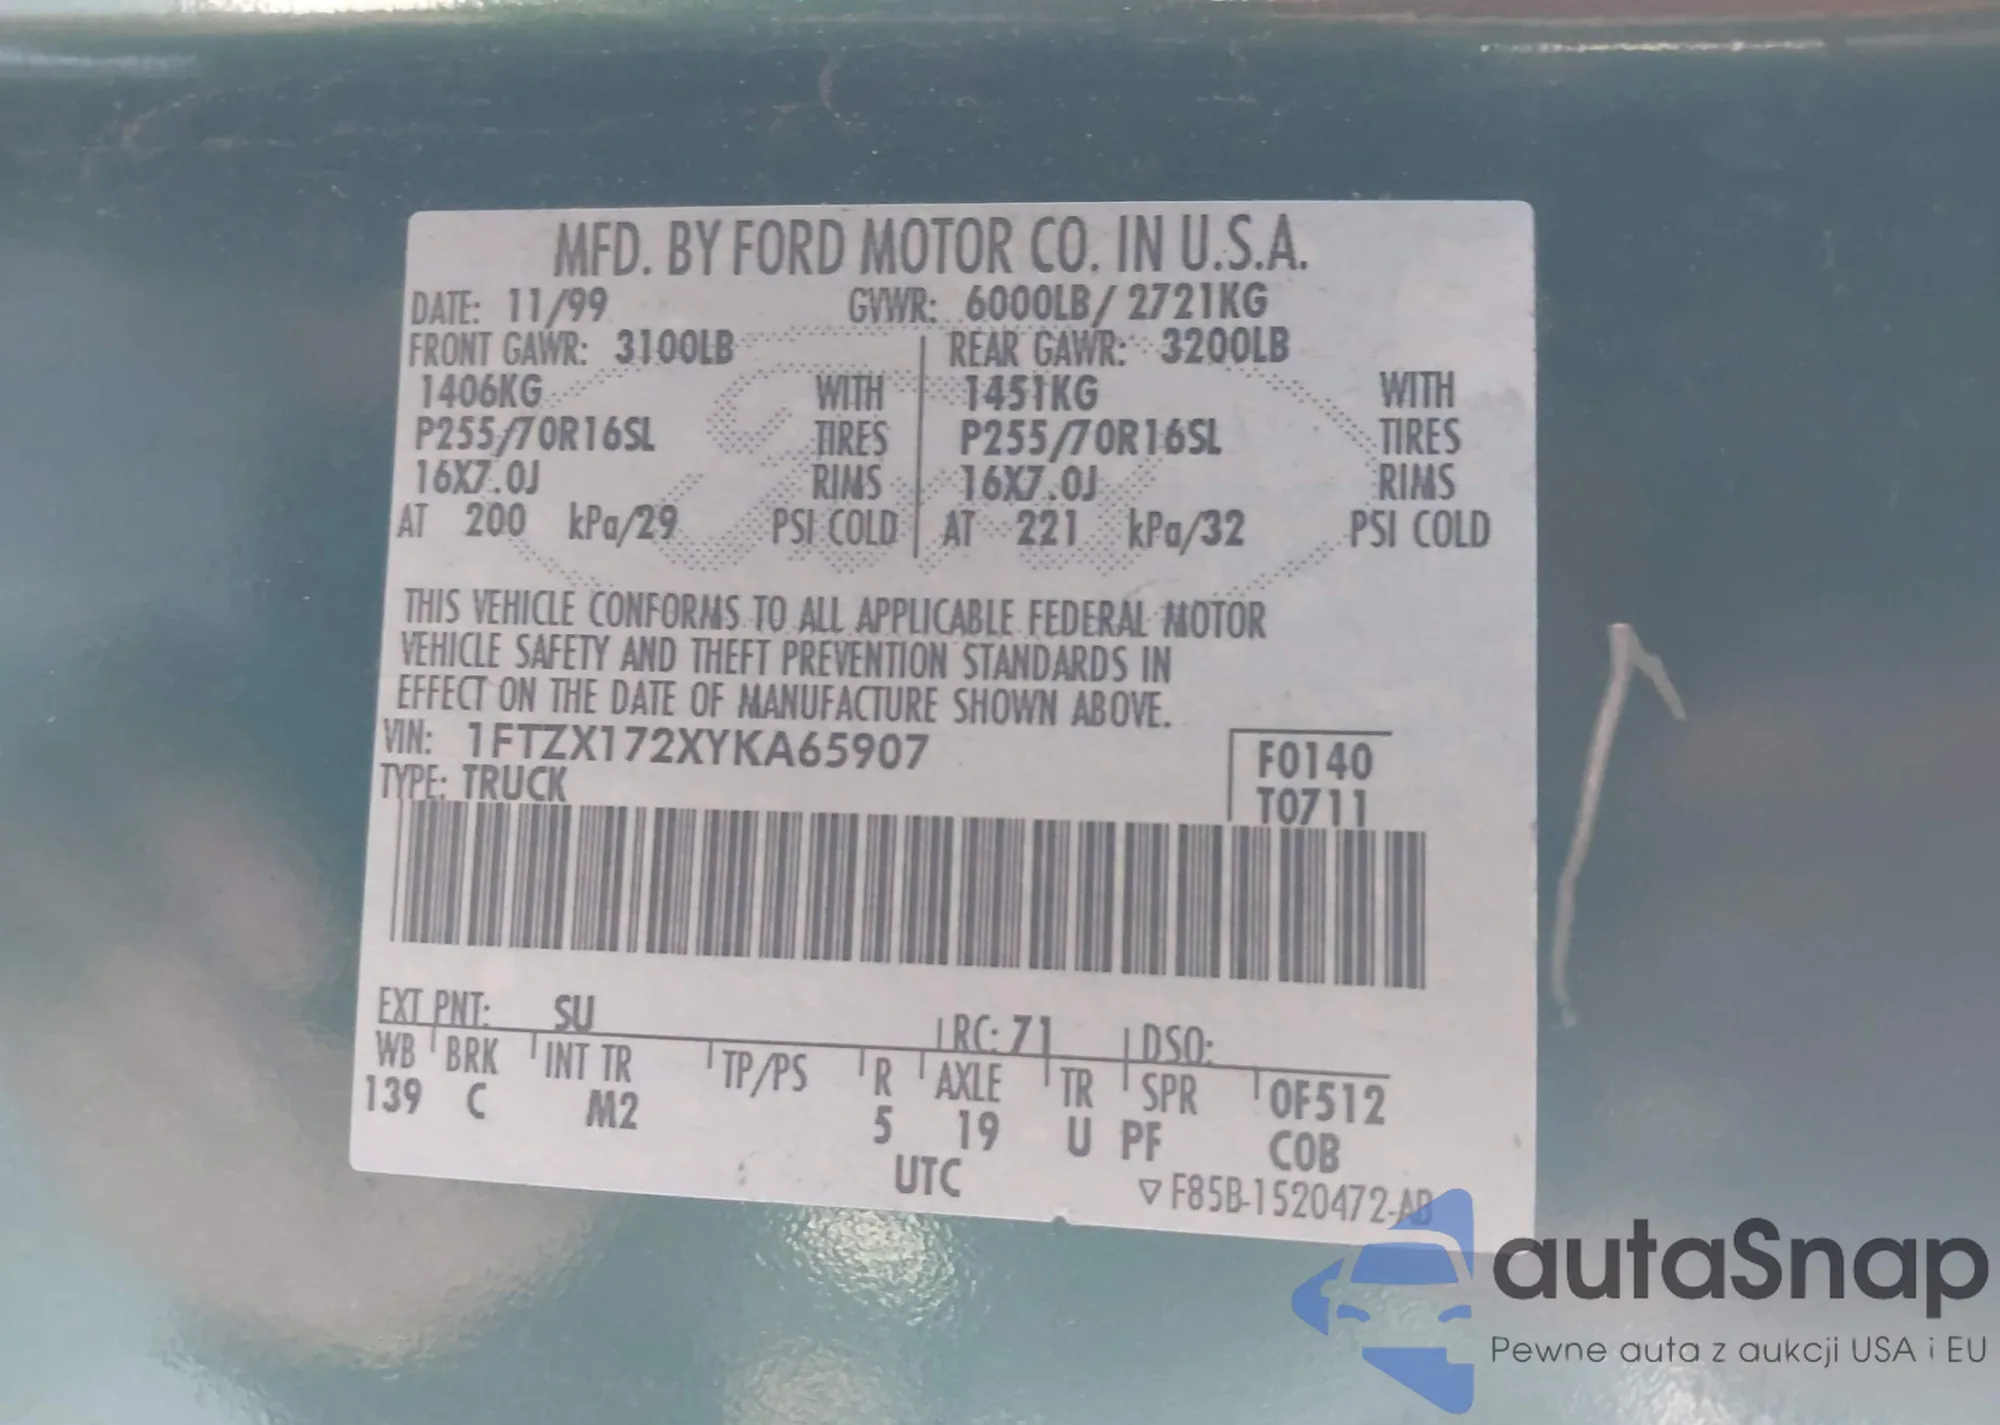 MFD. BY FORD MOTOR CO. IN U.S.A.
DATE: 11/99 GVWR: 6000LB/ 2721KG
FRONT GAWR: 3100LB REAR GAWR: 3200LB
1406KG WITH 1451KG WITH
P255/70R16SL TIRES P255/70R16SL TIRES
16X7.0J RIMS 16X7.0J RIMS
AT 200 kPa/29 PSI COLD AT 221 kPa/32 PSI COLD
THIS VEHICLE CONFORMS TO ALL APPLICABLE FEDERAL MOTOR
VEHICLE SAFETY AND THEFT PREVENTION STANDARDS IN
EFFECT ON THE DATE OF MANUFACTURE SHOWN ABOVE.
VIN: 1FTZX172XYKA65907 F0140
TYPE: TRUCK T0711
EXT PNT: SU RC: 71 DSO:
WB BRK INT TR TP/PS R AXLE TR SPR 0F512
139 C M2 5 19 U PF COB
UTC ▽F85B-1520472-AB
autaSnap
Pewne auta z aukcji USA i EU